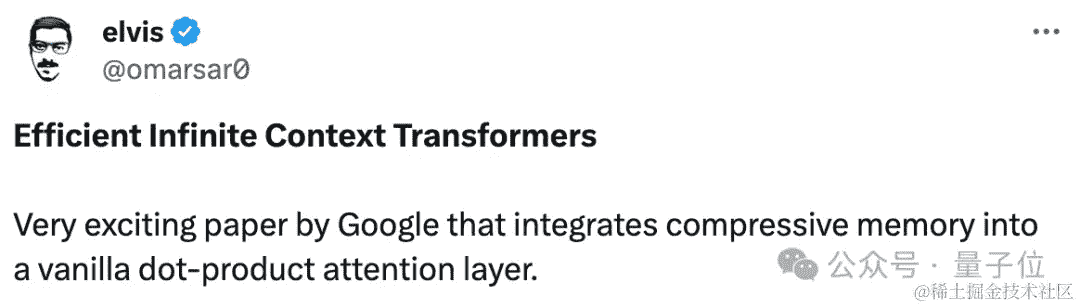 elvis
@omarsar0
Efficient Infinite Context Transformers
Very exciting paper by Google that integrates compressive memory into
a vanilla dot-product attention layer.
公众号 · 量子位
@稀土掘金技术社区